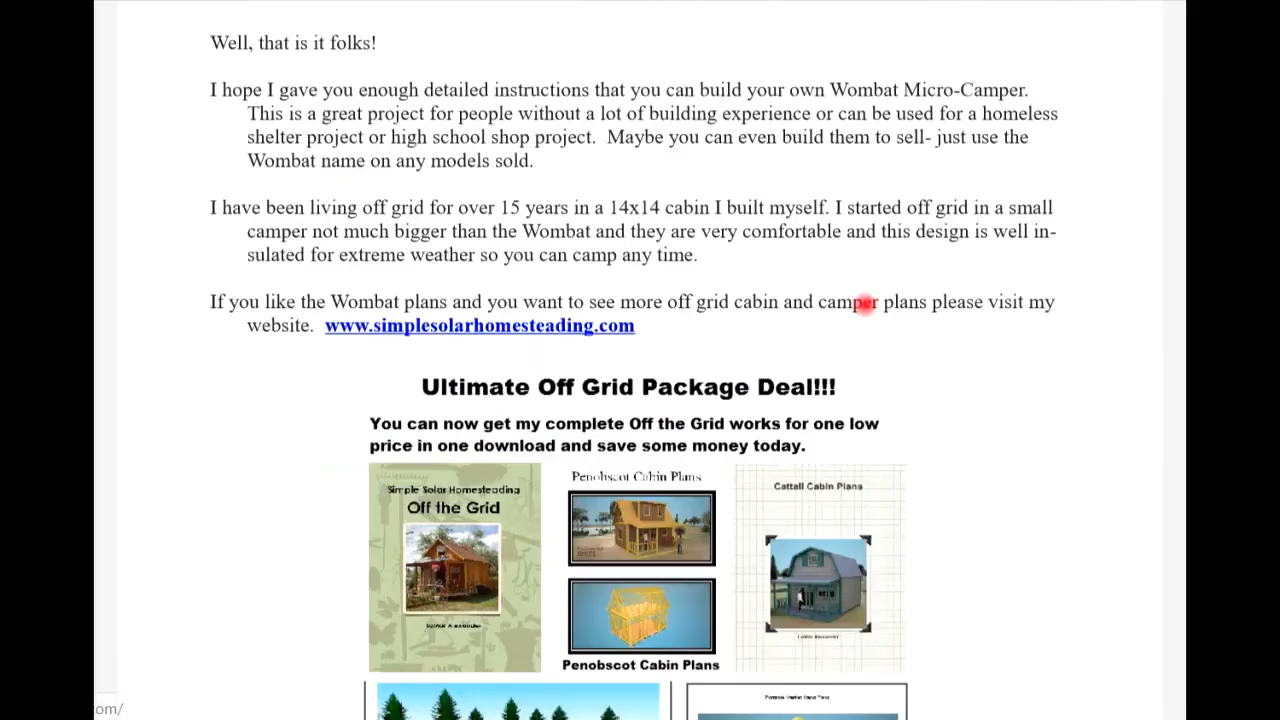 Well, that is it folks!
I hope I gave you enough detailed instructions that you can build your own Wombat Micro-Camper.
This is a great project for people without a lot of building experience or can be used for a homeless
shelter project or high school shop project.  Maybe you can even build them to sell- just use the
Wombat name on any models sold.
I have been living off grid for over 15 years in a 14x14 cabin I built myself. I started off grid in a small
camper not much bigger than the Wombat and they are very comfortable and this design is well in-
sulated for extreme weather so you can camp any time.
If you like the Wombat plans and you want to see more off grid cabin and camper plans please visit my
website.  www.simplesolarhomesteading.com
Ultimate Off Grid Package Deal!!!
You can now get my complete Off the Grid works for one low
price in one download and save some money today.
Simple Solar Homesteading
Off the Grid
Penobscot Cabin Plans
Cattail Cabin Plans
Penobscot Cabin Plans
om/